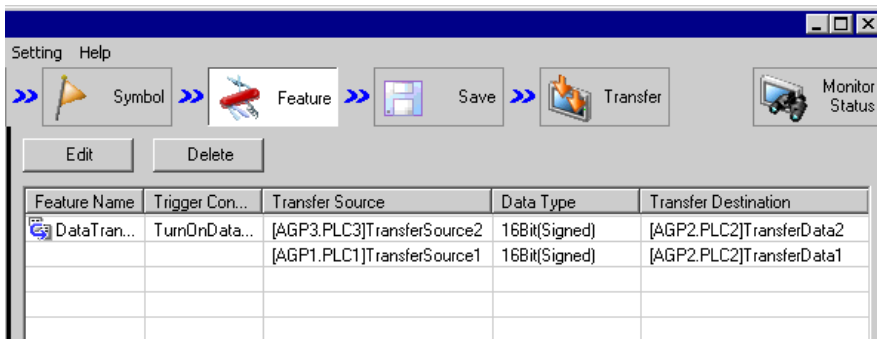 Setting Help
Symbol Feature Save Transfer Monitor Status
Edit Delete
Feature Name Trigger Con... Transfer Source Data Type Transfer Destination
DataTran... TurnOnData... [AGP3.PLC3]TransferSource2 16Bit(Signed) [AGP2.PLC2]TransferData2
[AGP1.PLC1]TransferSource1 16Bit(Signed) [AGP2.PLC2]TransferData1